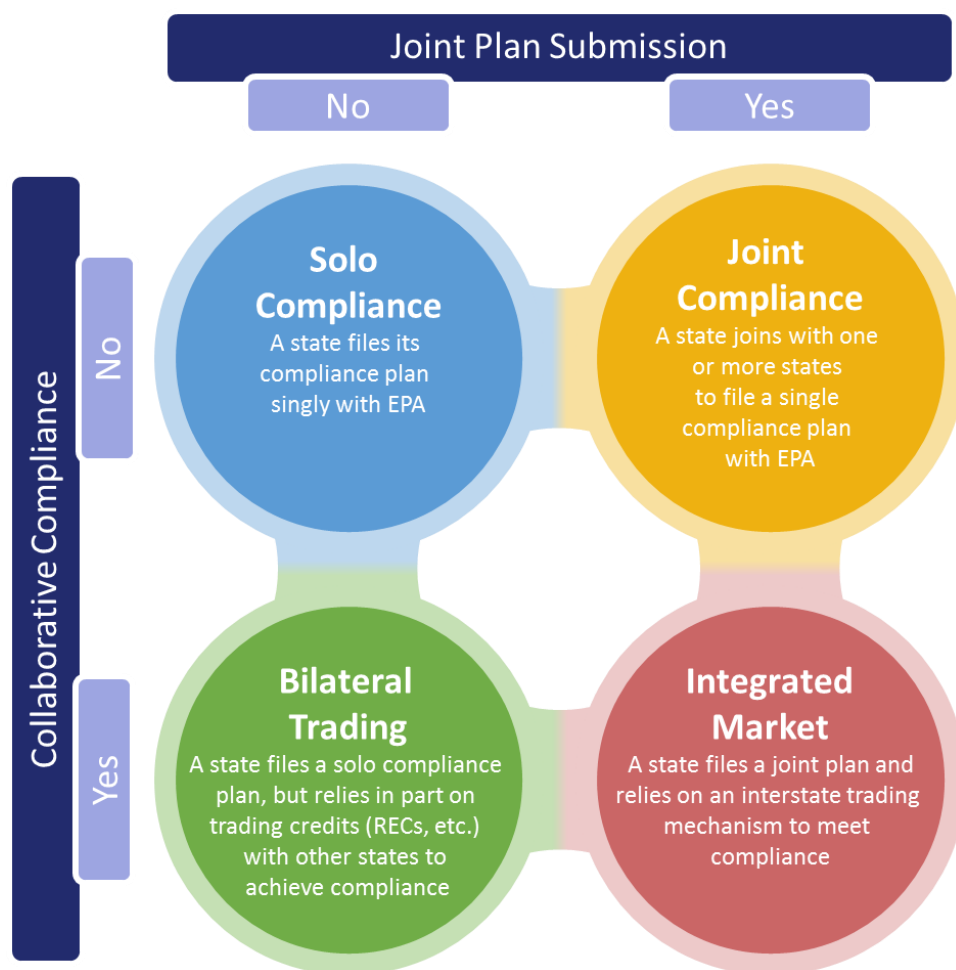 Joint Plan Submission
No
Yes
Collaborative Compliance
No
Yes
Solo
Compliance
A state files its
compliance plan
singly with EPA
Joint
Compliance
A state joins with one
or more states
to file a single
compliance plan
with EPA
Bilateral
Trading
A state files a solo compliance
plan, but relies in part on
trading credits (RECs, etc.)
with other states to
achieve compliance
Integrated
Market
A state files a joint plan and
relies on an interstate trading
mechanism to meet
compliance